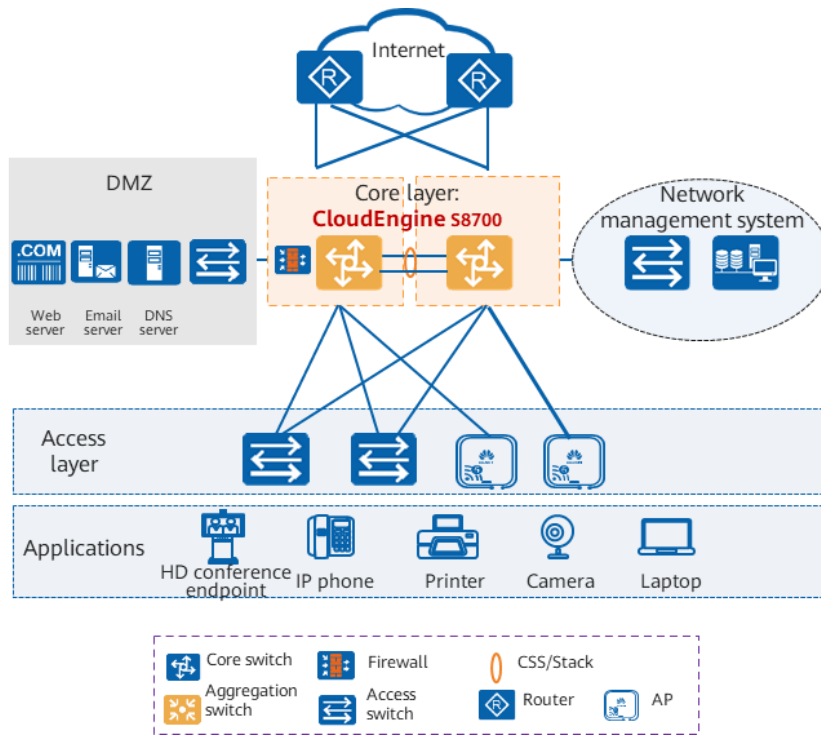 Internet
R
R
DMZ
Core layer:
CloudEngine S8700
Network
management system
.COM
Web
server
Email
server
DNS
server
Access
layer
Applications
HD conference
endpoint
IP phone
Printer
Camera
Laptop
Core switch
Firewall
CSS/Stack
Aggregation
switch
Access
switch
R
Router
AP